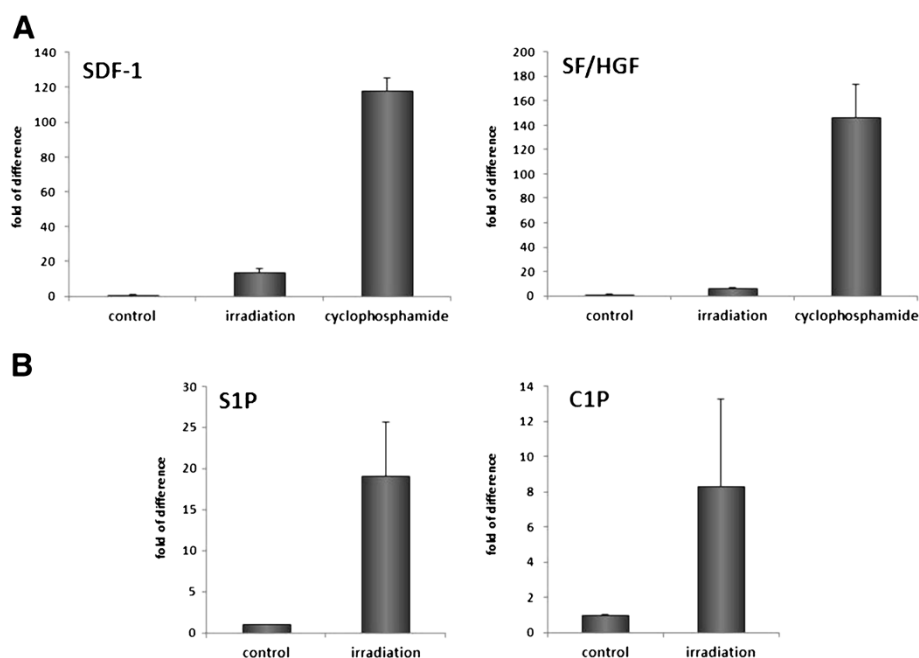 A
SDF-1
fold of difference
140
120
100
80
60
40
20
0
control irradiation cyclophosphamide
SF/HGF
fold of difference
200
180
160
140
120
100
80
60
40
20
0
control irradiation cyclophosphamide
B
S1P
fold of difference
30
25
20
15
10
5
0
control irradiation
C1P
fold of difference
14
12
10
8
6
4
2
0
control irradiation